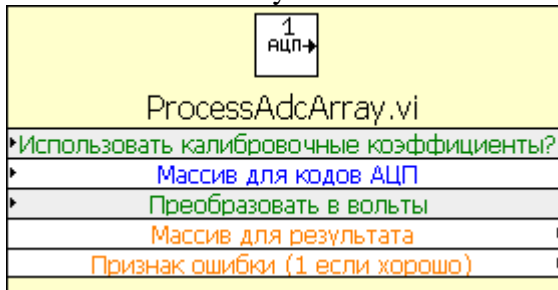 1
АЦП
ProcessAdcArray.vi
Использовать калибровочные коэффициенты?
Массив для кодов АЦП
Преобразовать в вольты
Массив для результата
Признак ошибки (1 если хорошо)